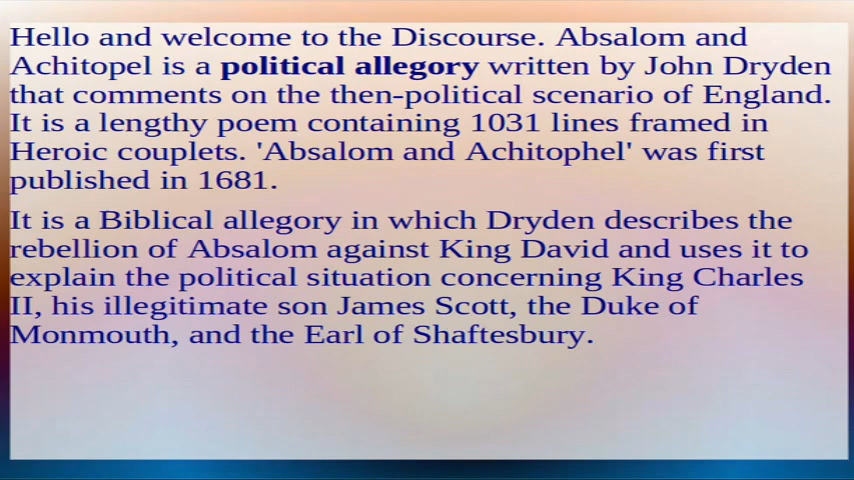 Hello and welcome to the Discourse. Absalom and
Achitopel is a political allegory written by John Dryden
that comments on the then-political scenario of England.
It is a lengthy poem containing 1031 lines framed in
Heroic couplets. 'Absalom and Achitophel' was first
published in 1681.
It is a Biblical allegory in which Dryden describes the
rebellion of Absalom against King David and uses it to
explain the political situation concerning King Charles
II, his illegitimate son James Scott, the Duke of
Monmouth, and the Earl of Shaftesbury.